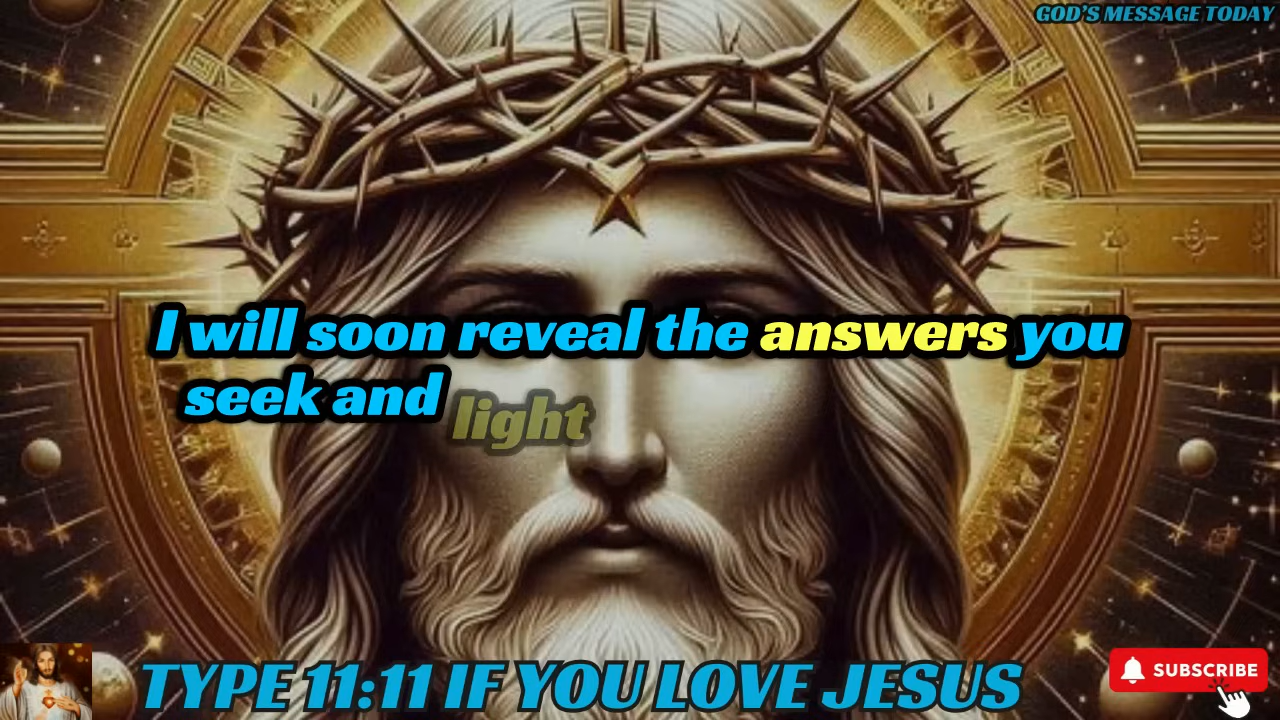 GOD'S MESSAGE TODAY
I will soon reveal the answers you
seek and light
TYPE 11:11 IF YOU LOVE JESUS
SUBSCRIBE